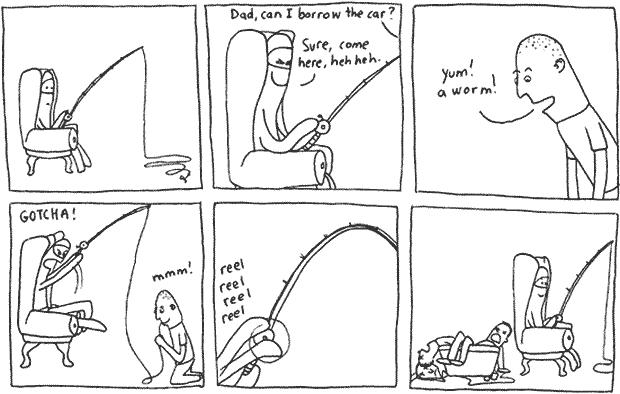 Dad, can I borrow the car?
Sure, come
here, heh heh.
yum!
a worm!
GOTCHA!
mmm!
reel
reel
reel
reel